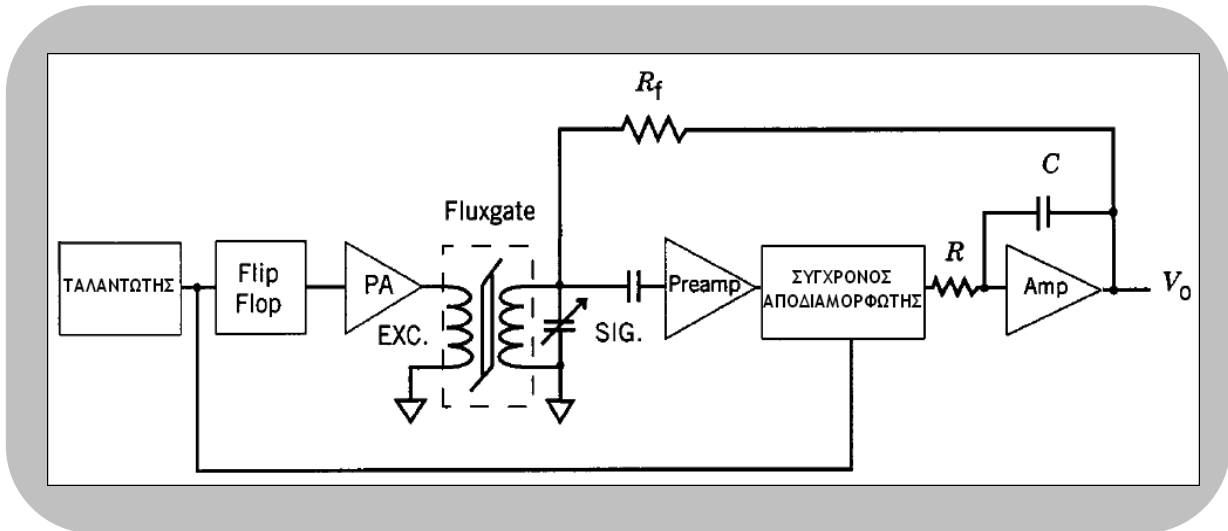 R_f
C
Fluxgate
ΤΑΛΑΝΤΩΤΗΣ
Flip
Flop
PA
EXC.
SIG.
Preamp
ΣΥΓΧΡΟΝΟΣ
ΑΠΟΔΙΑΜΟΡΦΩΤΗΣ
R
Amp
V_o